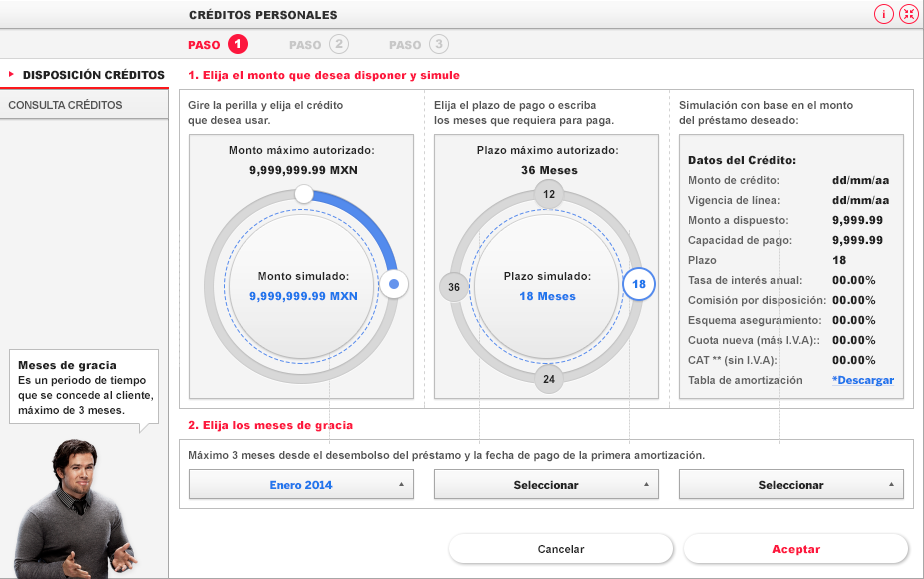 CRÉDITOS PERSONALES
i
PASO 1
PASO 2
PASO 3
DISPOSICIÓN CRÉDITOS
CONSULTA CRÉDITOS
1. Elija el monto que desea disponer y simule
Gire la perilla y elija el crédito
que desea usar.
Monto máximo autorizado:
9,999,999.99 MXN
Monto simulado:
9,999,999.99 MXN
Elija el plazo de pago o escriba
los meses que requiera para paga.
Plazo máximo autorizado:
36 Meses
12
36
Plazo simulado:
18 Meses
18
24
Simulación con base en el monto
del préstamo deseado:
Datos del Crédito:
Monto de crédito: dd/mm/aa
Vigencia de linea: dd/mm/aa
Monto a dispuesto: 9,999.99
Capacidad de pago: 9,999.99
Plazo 18
Tasa de interés anual: 00.00%
Comisión por disposición: 00.00%
Esquema aseguramiento: 00.00%
Cuota nueva (más I.V.A):: 00.00%
CAT ** (sin I.V.A): 00.00%
Tabla de amortización *Descargar
Meses de gracia
Es un periodo de tiempo
que se concede al cliente,
máximo de 3 meses.
2. Elija los meses de gracia
Máximo 3 meses desde el desembolso del préstamo y la fecha de pago de la primera amortización.
Enero 2014
Seleccionar
Seleccionar
Cancelar
Aceptar